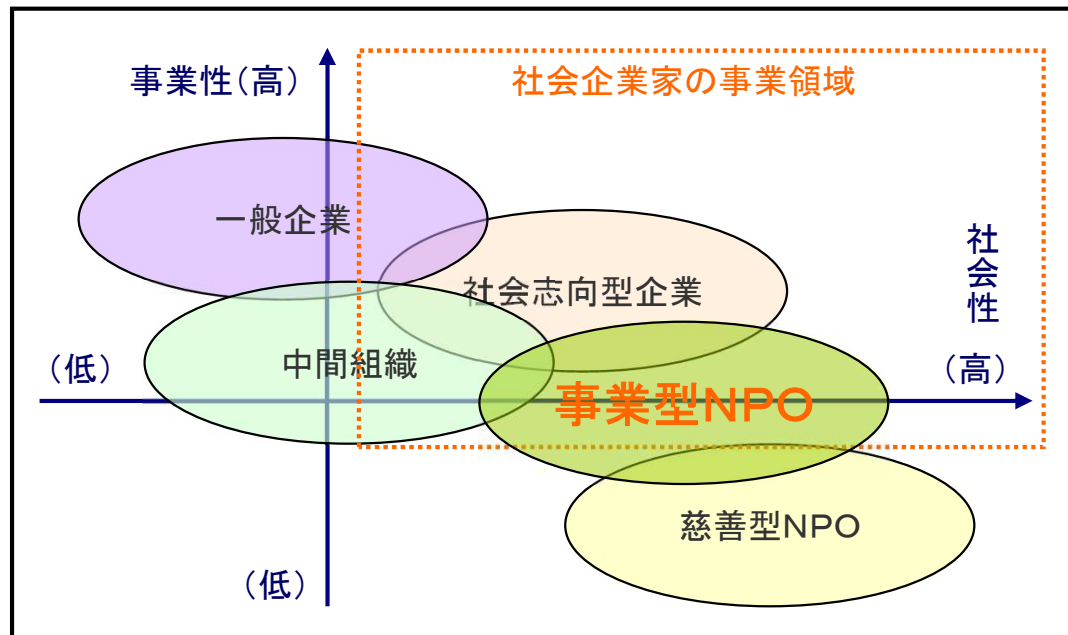 事業性（高）
社会企業家の事業領域
一般企業
社会性
社会志向型企業
中間組織
（低）
（高）
事業型NPO
慈善型NPO
（低）